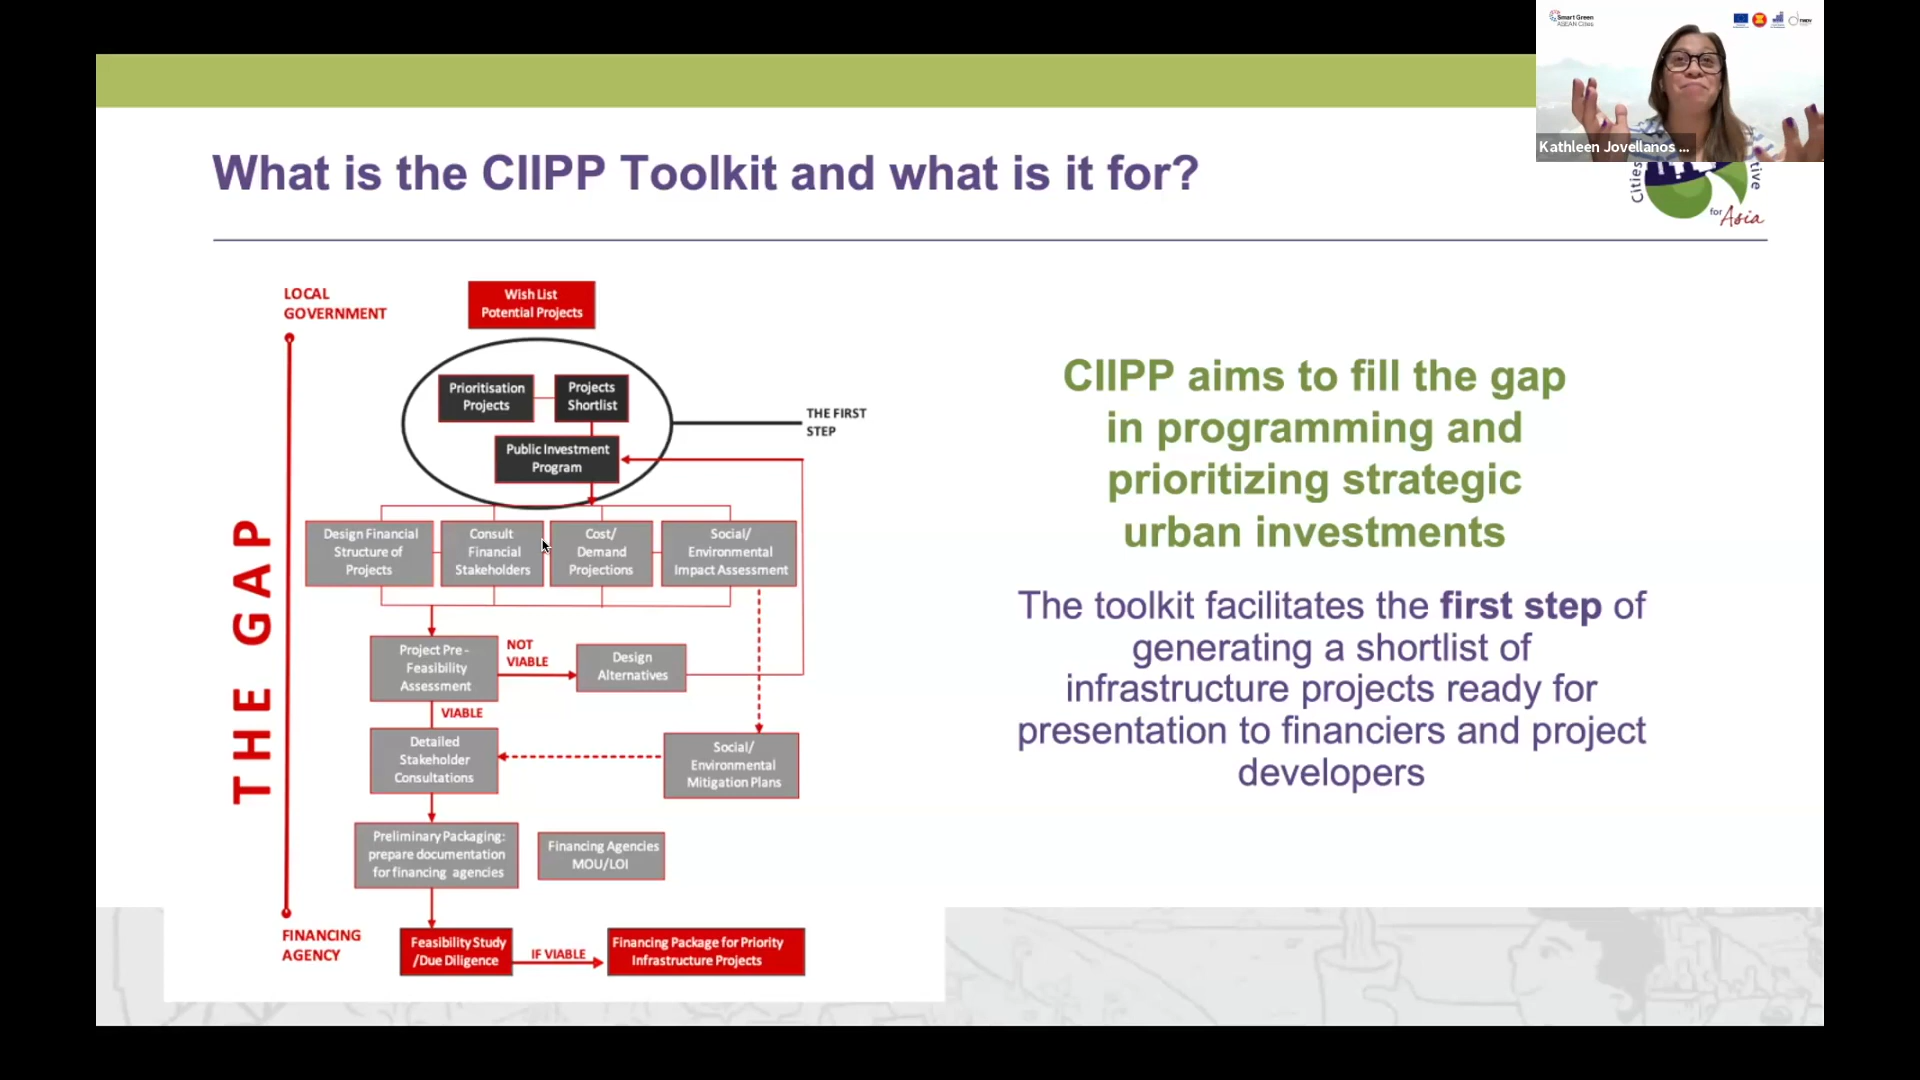 Smart Green
ASEAN Cities
Kathleen Jovellanos ...
What is the CIIPP Toolkit and what is it for?
Cities
tive
for Asia
LOCAL
GOVERNMENT
Wish List
Potential Projects
Prioritisation
Projects
Projects
Shortlist
Public Investment
Program
THE FIRST
STEP
THE GAP
Design Financial
Structure of
Projects
Consult
Financial
Stakeholders
Cost/
Demand
Projections
Social/
Environmental
Impact Assessment
Project Pre -
Feasibility
Assessment
NOT
VIABLE
Design
Alternatives
VIABLE
Detailed
Stakeholder
Consultations
Social/
Environmental
Mitigation Plans
Preliminary Packaging:
prepare documentation
for financing agencies
Financing Agencies
MOU/LOI
FINANCING
AGENCY
Feasibility Study
/Due Diligence
IF VIABLE
Financing Package for Priority
Infrastructure Projects
CIIPP aims to fill the gap
in programming and
prioritizing strategic
urban investments
The toolkit facilitates the first step of
generating a shortlist of
infrastructure projects ready for
presentation to financiers and project
developers